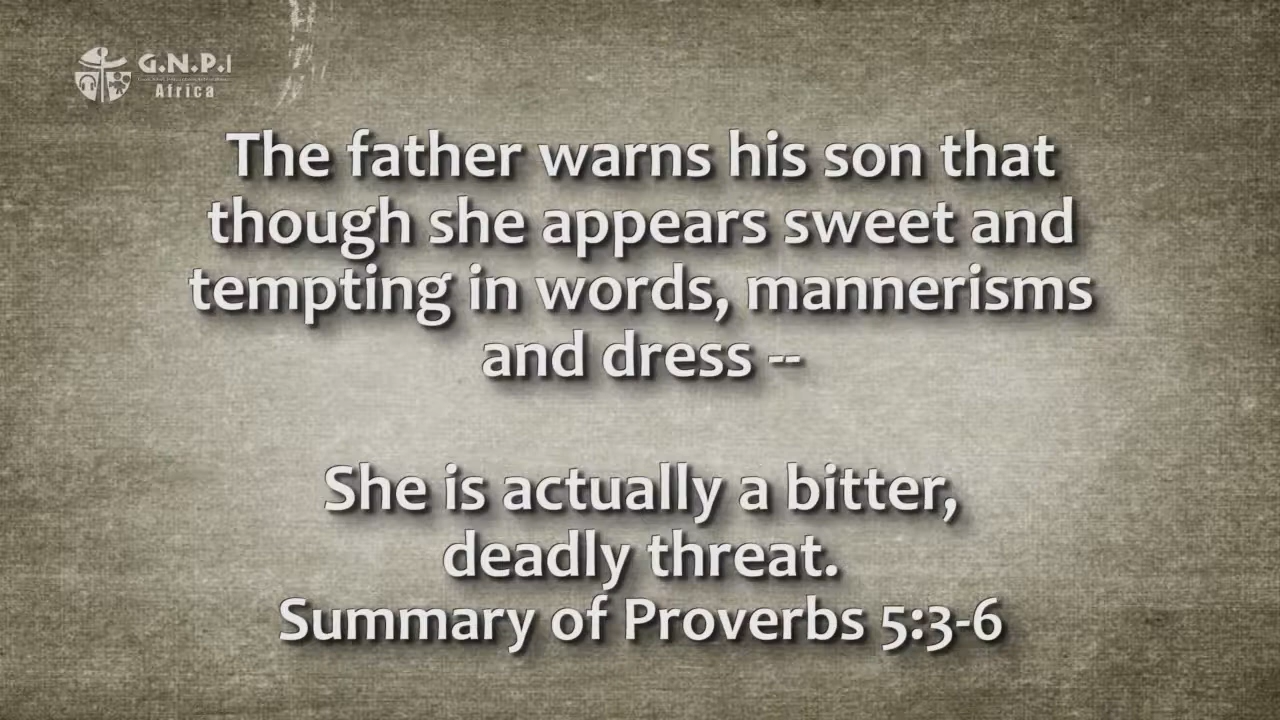 G.N.P.I
Africa
The father warns his son that
though she appears sweet and
tempting in words, mannerisms
and dress --
She is actually a bitter,
deadly threat.
Summary of Proverbs 5:3-6